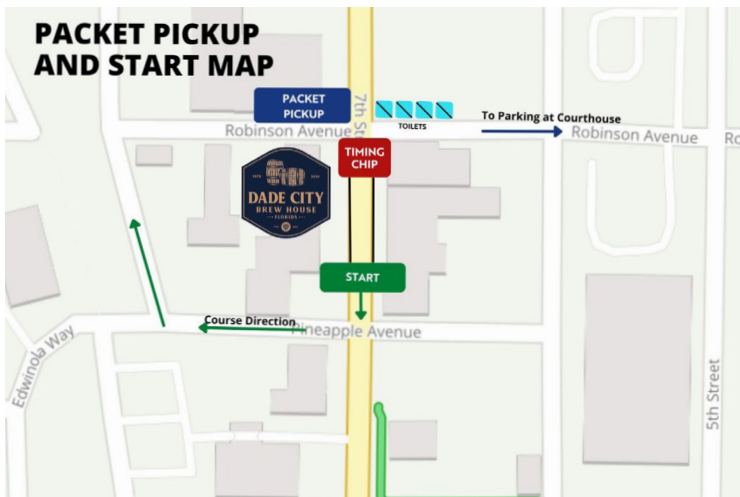 PACKET PICKUP
AND START MAP
PACKET
PICKUP
7th St
TOILETS
To Parking at Courthouse
Robinson Avenue
Robinson Avenue
Ro
TIMING
CHIP
DADE CITY
BREW HOUSE
FLORIDA
START
Course Direction
Pineapple Avenue
Edwinola Way
5th Street